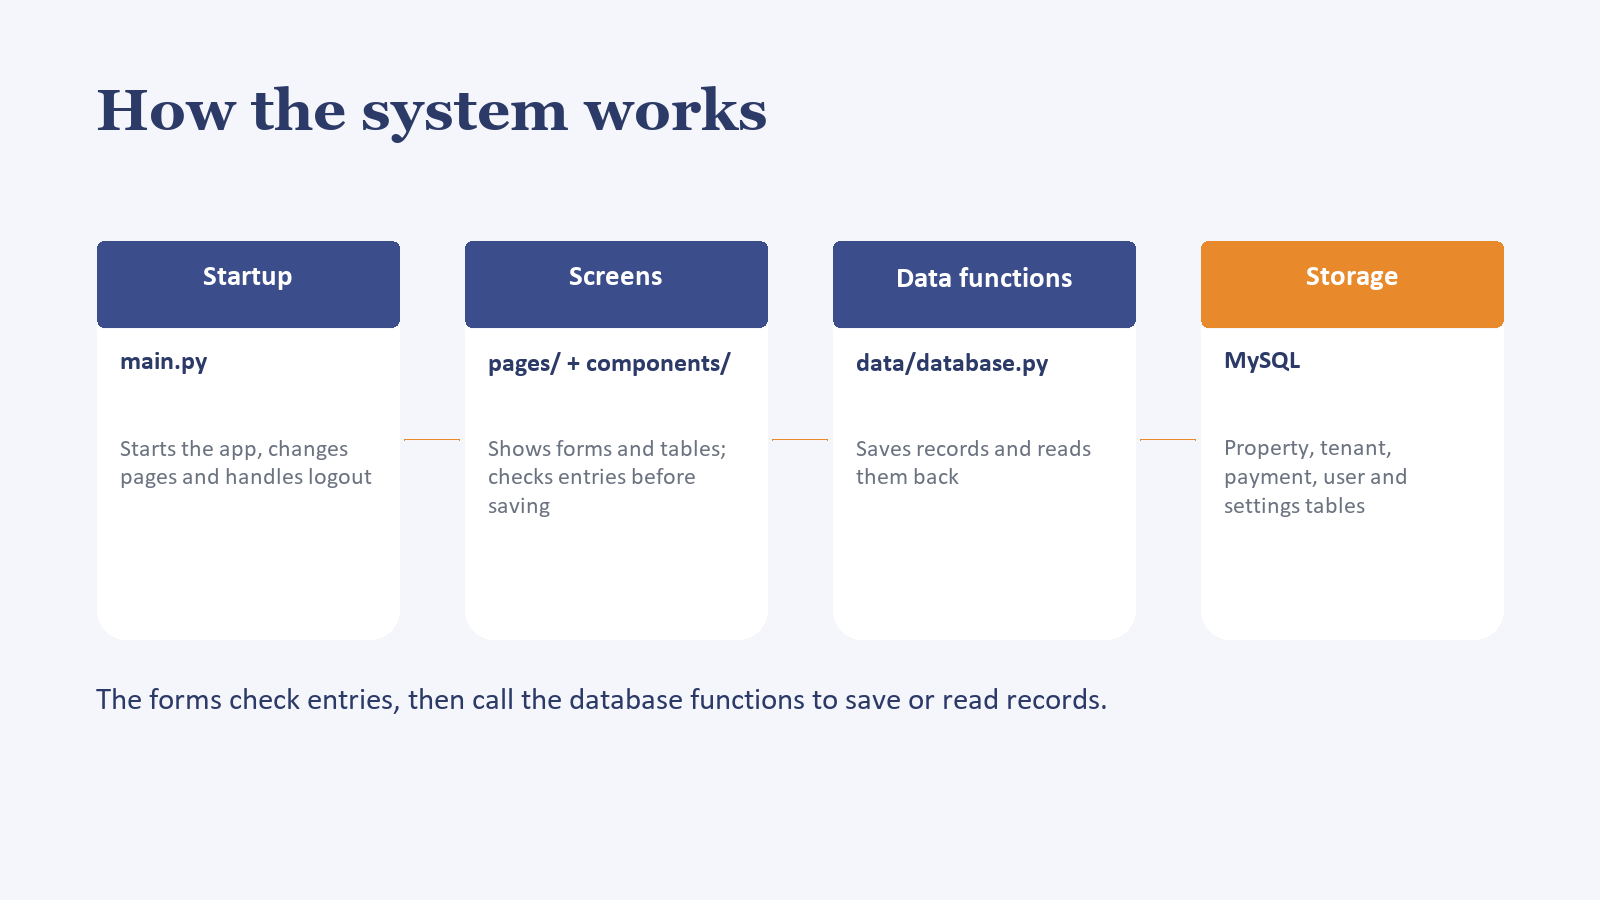 How the system works
Startup
main.py
Starts the app, changes
pages and handles logout
Screens
pages/ + components/
Shows forms and tables;
checks entries before
saving
Data functions
data/database.py
Saves records and reads
them back
Storage
MySQL
Property, tenant,
payment, user and
settings tables
The forms check entries, then call the database functions to save or read records.